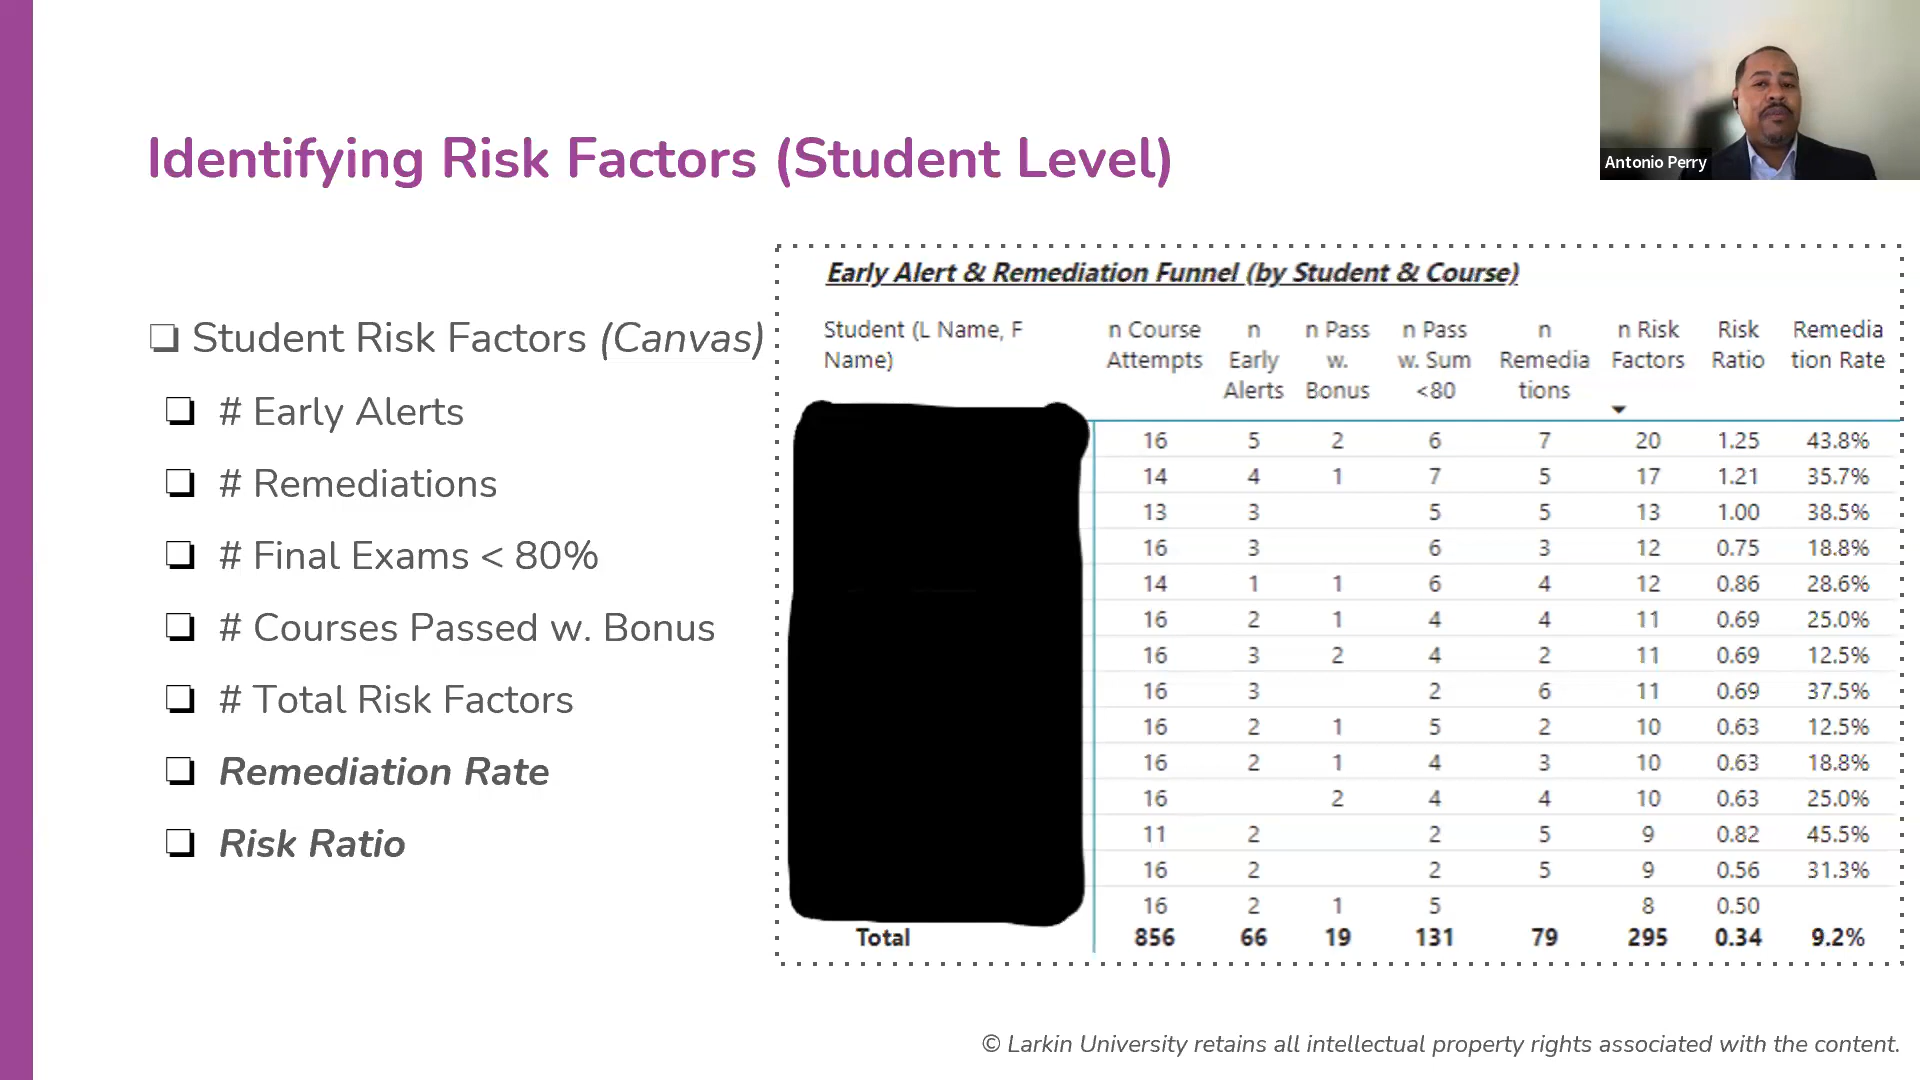 Antonio Perry
Identifying Risk Factors (Student Level)
❏ Student Risk Factors (Canvas)
❏ # Early Alerts
❏ # Remediations
❏ # Final Exams < 80%
❏ # Courses Passed w. Bonus
❏ # Total Risk Factors
❏ Remediation Rate
❏ Risk Ratio
Early Alert & Remediation Funnel (by Student & Course)
Student (L Name, F n Course n n Pass n Pass n n Risk Risk Remedia
Name) Attempts Early w. w. Sum Remedia Factors Ratio tion Rate
Alerts Bonus <80 tions
16 5 2 6 7 20 1.25 43.8%
14 4 1 7 5 17 1.21 35.7%
13 3 5 5 13 1.00 38.5%
16 3 6 3 12 0.75 18.8%
14 1 1 6 4 12 0.86 28.6%
16 2 1 4 4 11 0.69 25.0%
16 3 2 4 2 11 0.69 12.5%
16 3 2 6 11 0.69 37.5%
16 2 1 5 2 10 0.63 12.5%
16 2 1 4 3 10 0.63 18.8%
16 2 4 4 10 0.63 25.0%
11 2 2 5 9 0.82 45.5%
16 2 2 5 9 0.56 31.3%
16 2 1 5 8 0.50
Total 856 66 19 131 79 295 0.34 9.2%
© Larkin University retains all intellectual property rights associated with the content.